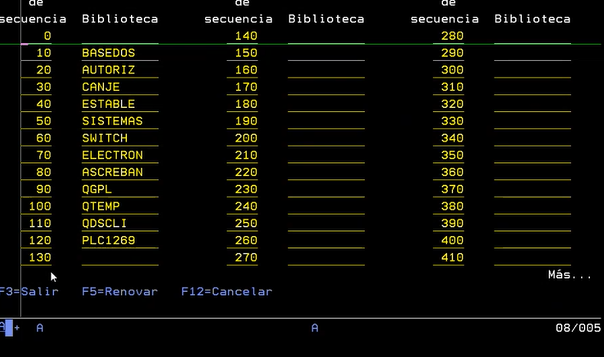 de de de
secuencia Biblioteca secuencia Biblioteca secuencia Biblioteca
0 140 280
10 BASEDOS 150 290
20 AUTORIZ 160 300
30 CANJE 170 310
40 ESTABLE 180 320
50 SISTEMAS 190 330
60 SWITCH 200 340
70 ELECTRON 210 350
80 ASCREBAN 220 360
90 QGPL 230 370
100 QTEMP 240 380
110 QDSCLI 250 390
120 PLC1269 260 400
130 270 410
Más...
F3=Salir F5=Renovar F12=Cancelar
A + A A 08/005